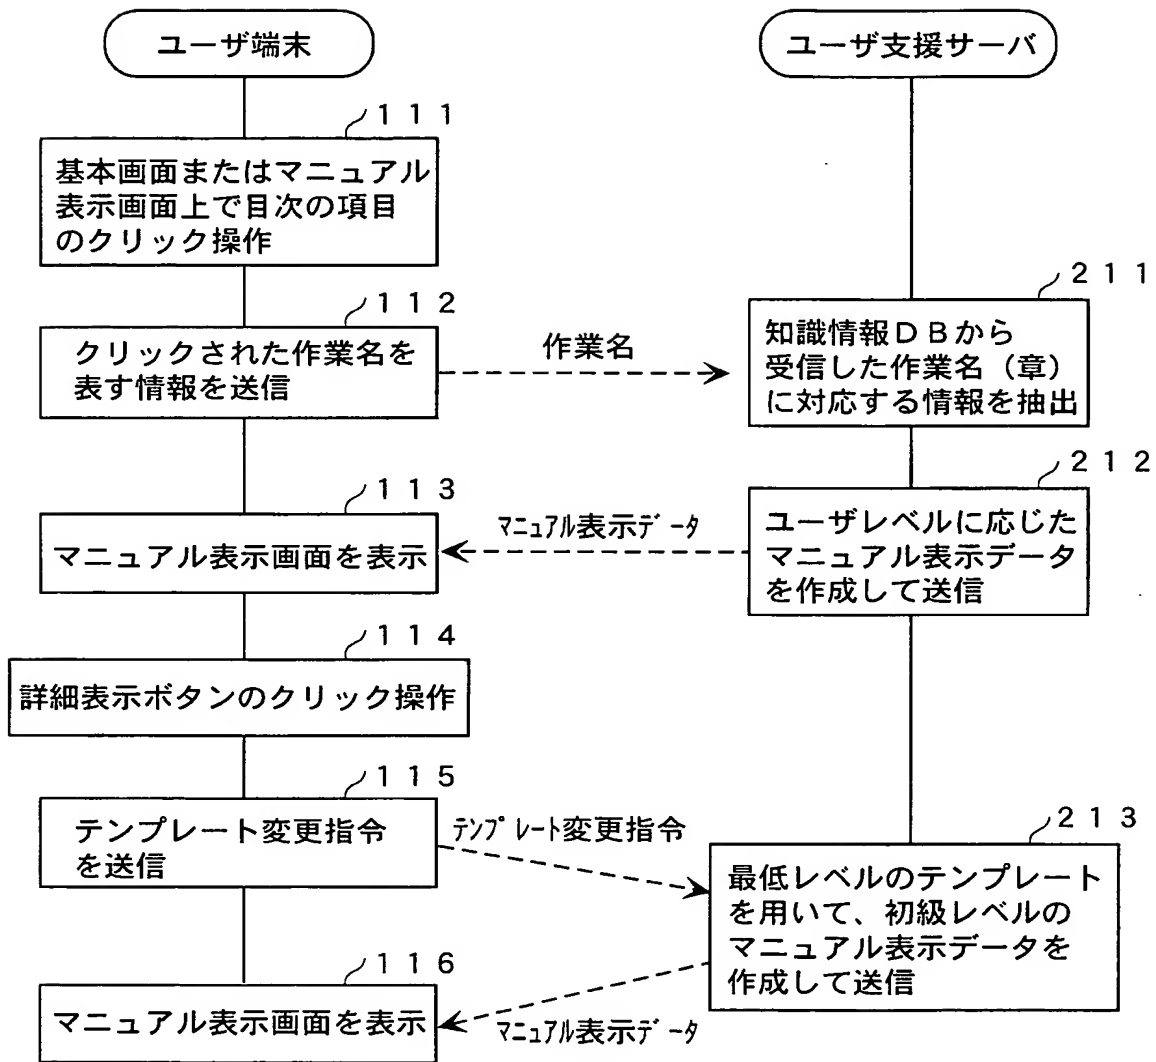 ユーザ端末
ユーザ支援サーバ
111
基本画面またはマニュアル
表示画面上で目次の項目
のクリック操作
112
クリックされた作業名を
表す情報を送信
作業名
211
知識情報DBから
受信した作業名(章)
に対応する情報を抽出
212
ユーザレベルに応じた
マニュアル表示データ
を作成して送信
マニュアル表示データ
113
マニュアル表示画面を表示
114
詳細表示ボタンのクリック操作
115
テンプレート変更指令
を送信
テンプレート変更指令
213
最低レベルのテンプレート
を用いて、初級レベルの
マニュアル表示データを
作成して送信
マニュアル表示データ
116
マニュアル表示画面を表示